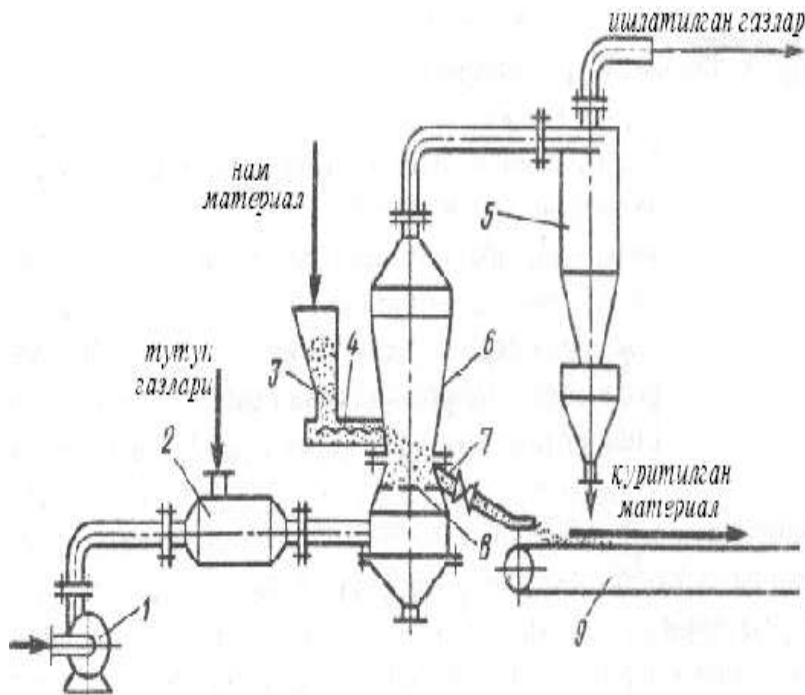 ишлатилган газлар
нам
материал
5
тутун
газлари
3
4
6
2
7
қуритилган
материал
8
1
9